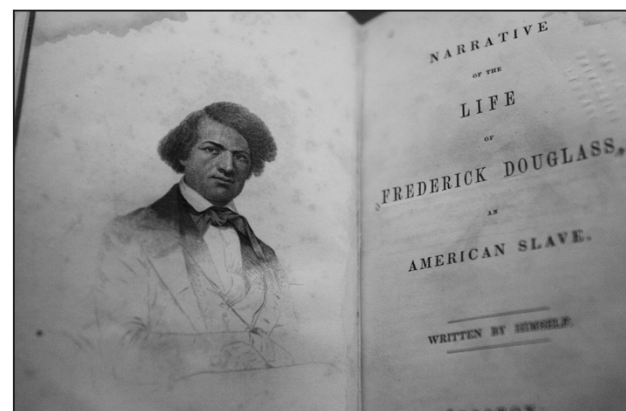 NARRATIVE
OF THE
LIFE
OF
FREDERICK DOUGLASS,
AN
AMERICAN SLAVE.
WRITTEN BY HIMSELF.